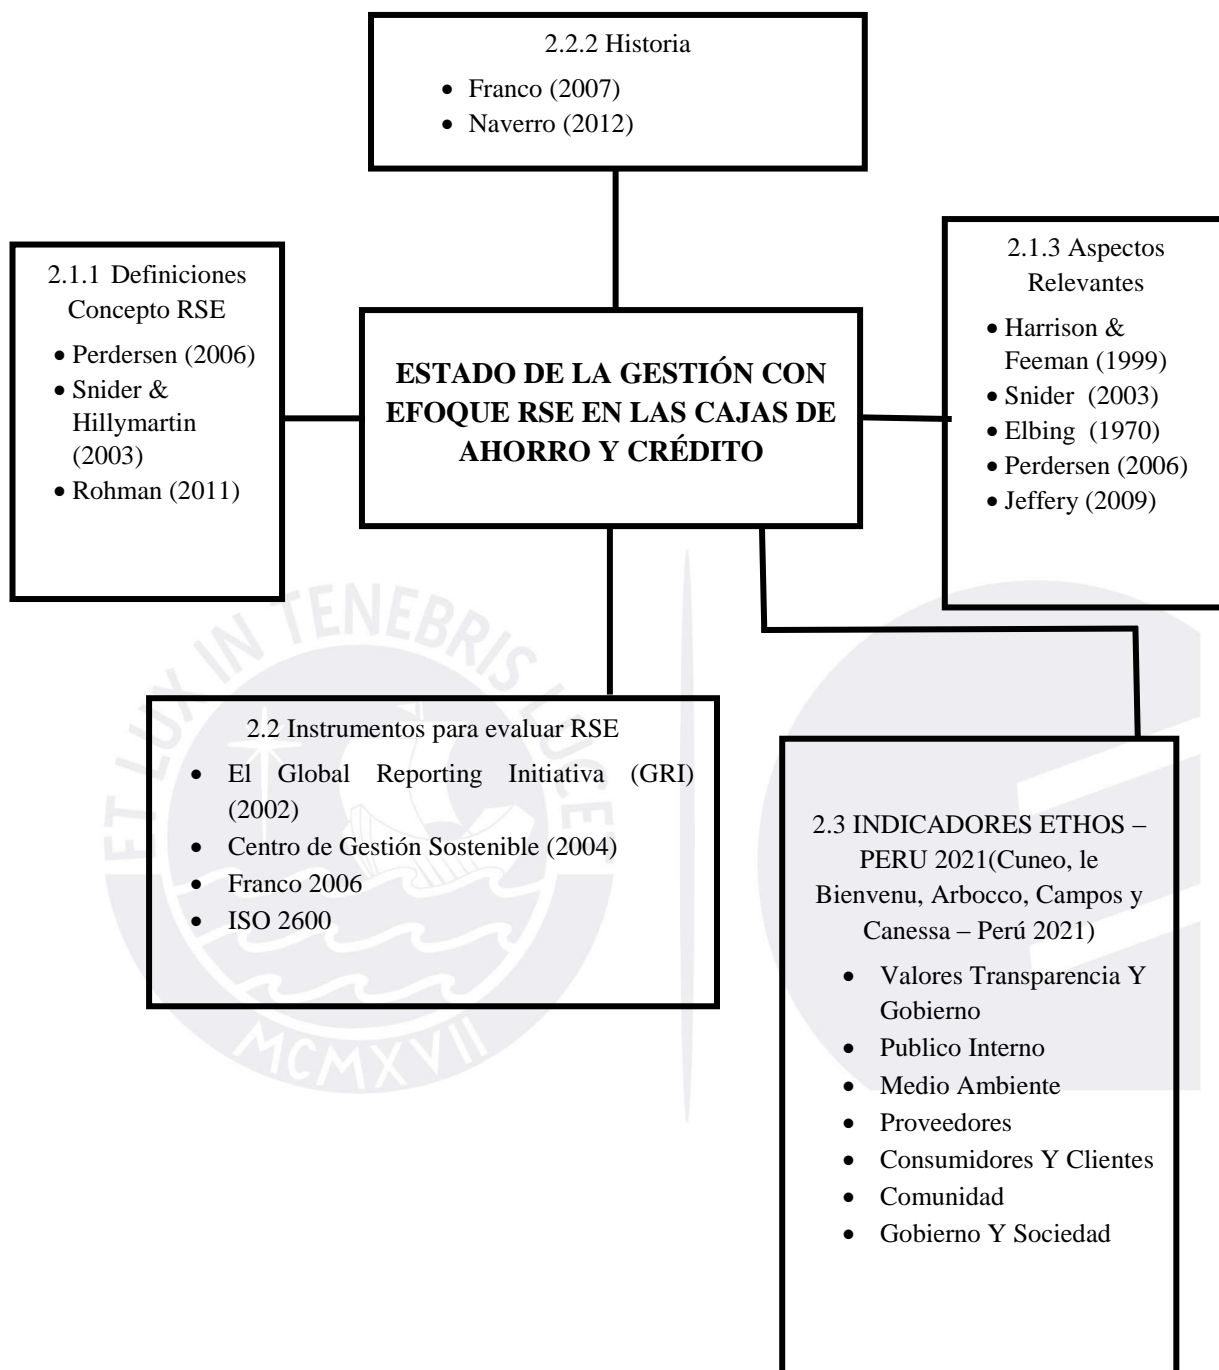 2.2.2 Historia
• Franco (2007)
• Naverro (2012)
2.1.1 Definiciones
Concepto RSE
• Perdersen (2006)
• Snider &
Hillymartin
(2003)
• Rohman (2011)
ESTADO DE LA GESTIÓN CON
EFOQUE RSE EN LAS CAJAS DE
AHORRO Y CRÉDITO
2.1.3 Aspectos
Relevantes
• Harrison &
Feeman (1999)
• Snider (2003)
• Elbing (1970)
• Perdersen (2006)
• Jeffery (2009)
2.2 Instrumentos para evaluar RSE
• El Global Reporting Initiativa (GRI)
(2002)
• Centro de Gestión Sostenible (2004)
• Franco 2006
• ISO 2600
2.3 INDICADORES ETHOS –
PERU 2021(Cuneo, le
Bienvenu, Arbocco, Campos y
Canessa – Perú 2021)
• Valores Transparencia Y
Gobierno
• Publico Interno
• Medio Ambiente
• Proveedores
• Consumidores Y Clientes
• Comunidad
• Gobierno Y Sociedad
ET LUX IN TENEBRIS LUCET
MCMXVII